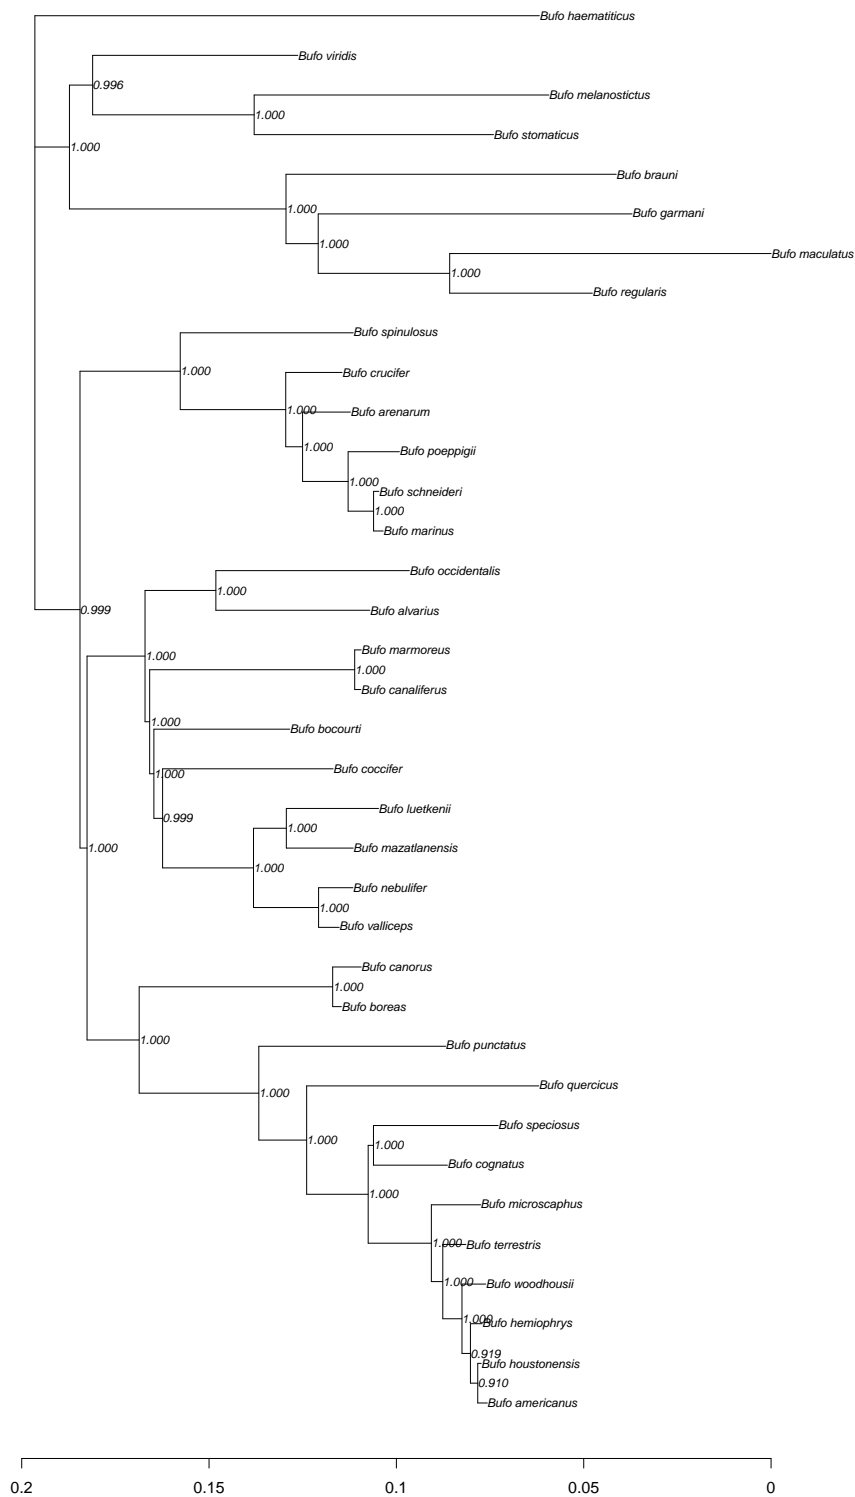 Bufo haematiticus
Bufo viridis
0.996
Bufo melanostictus
1.000
Bufo stomaticus
1.000
Bufo brauni
1.000
Bufo garmani
1.000
Bufo maculatus
1.000
Bufo regularis
Bufo spinulosus
1.000
Bufo crucifer
1.000
Bufo arenarum
1.000
Bufo poeppigii
1.000
Bufo schneideri
1.000
Bufo marinus
Bufo occidentalis
1.000
0.999
Bufo alvarius
Bufo marmoreus
1.000
1.000
Bufo canaliferus
1.000
Bufo bocourti
Bufo coccifer
1.000
Bufo luetkenii
0.999
1.000
Bufo mazatlanensis
1.000
1.000
Bufo nebulifer
1.000
Bufo valliceps
Bufo canorus
1.000
Bufo boreas
1.000
Bufo punctatus
Bufo quercicus
1.000
Bufo speciosus
1.000
1.000
Bufo cognatus
1.000
Bufo microscaphus
1.000
Bufo terrestris
1.000
Bufo woodhousii
1.000
Bufo hemiophrys
0.919
Bufo houstonensis
0.910
Bufo americanus
0.2 0.15 0.1 0.05 0